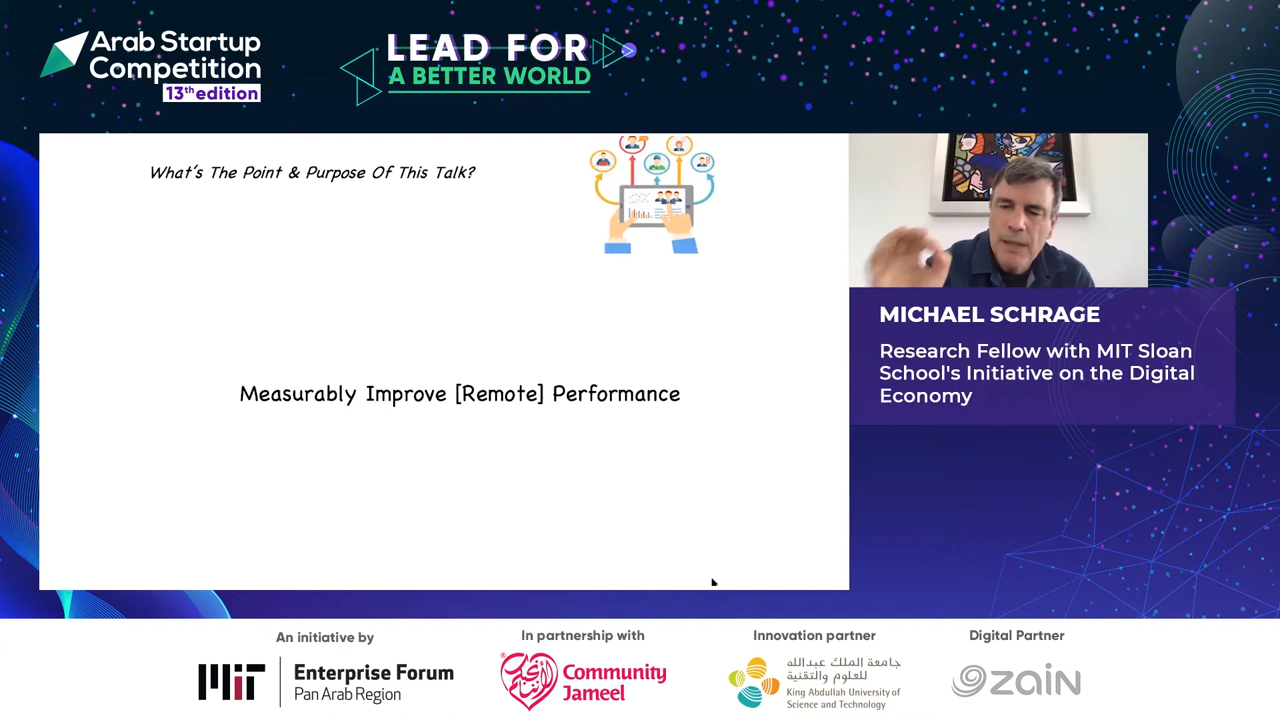 Arab Startup
Competition
13th edition
LEAD FOR
A BETTER WORLD
What's The Point & Purpose Of This Talk?
Measurably Improve [Remote] Performance
MICHAEL SCHRAGE
Research Fellow with MIT Sloan
School's Initiative on the Digital
Economy
An initiative by
MIT
Enterprise Forum
Pan Arab Region
In partnership with
Community
Jameel
Innovation partner
جامعة الملك عبدالله
للعلوم والتقنية
King Abdullah University of
Science and Technology
Digital Partner
zain